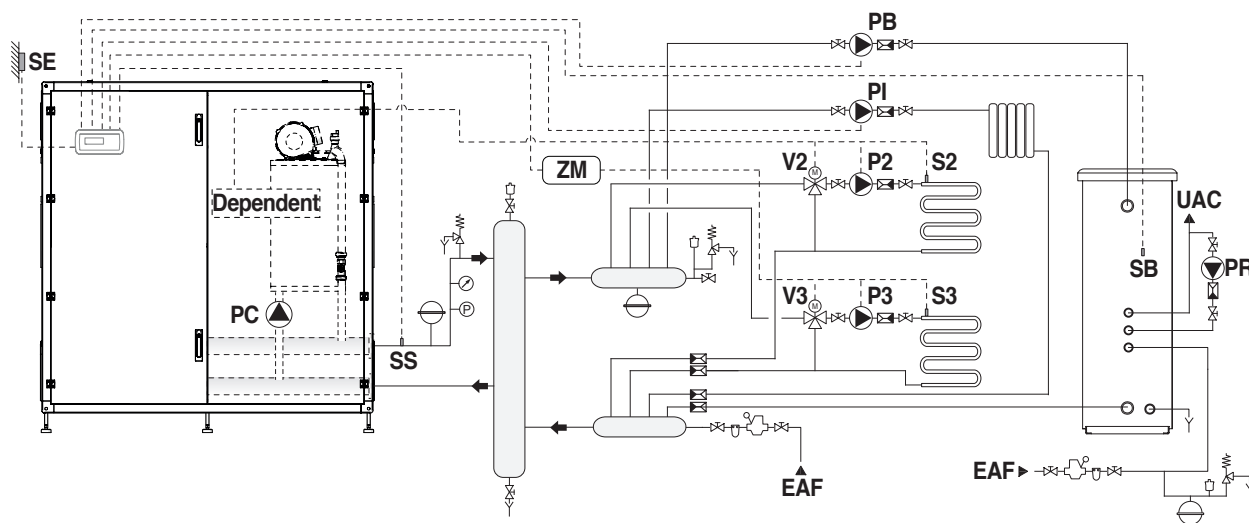 PB
SE
PI
V2
P2
S2
ZM
UAC
Dependent
M
SB
PR
PC
V3
P3
S3
P
M
SS
EAF
EAF